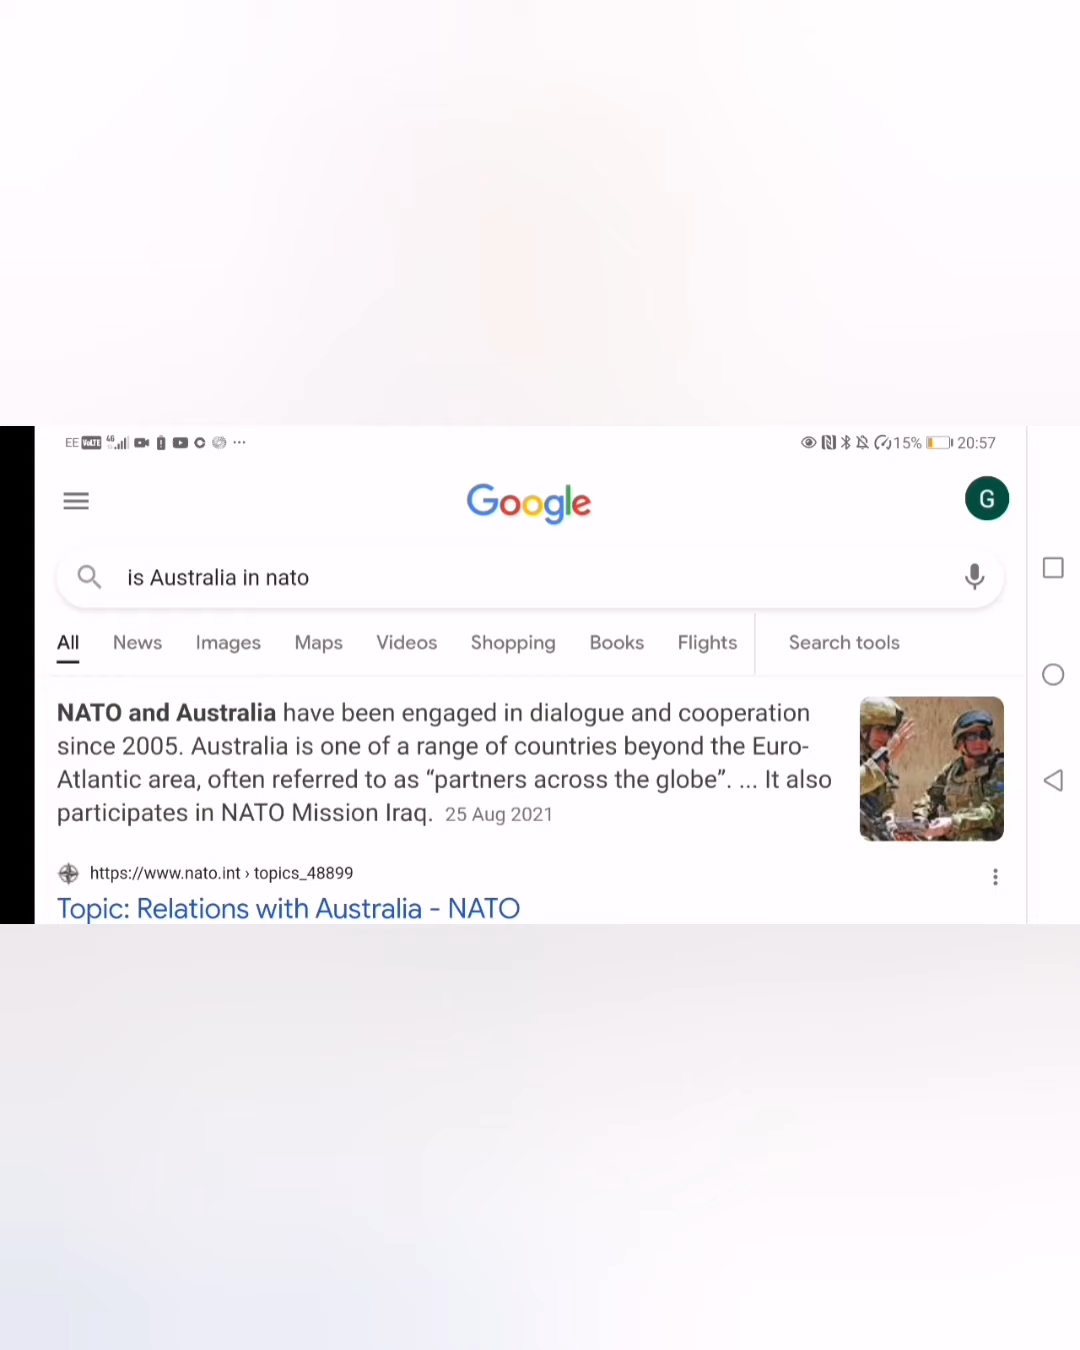 EE VoLTE 4G 15% 20:57
Google
G
is Australia in nato
All News Images Maps Videos Shopping Books Flights Search tools
NATO and Australia have been engaged in dialogue and cooperation
since 2005. Australia is one of a range of countries beyond the Euro-
Atlantic area, often referred to as “partners across the globe”. ... It also
participates in NATO Mission Iraq. 25 Aug 2021
https://www.nato.int › topics_48899
Topic: Relations with Australia - NATO